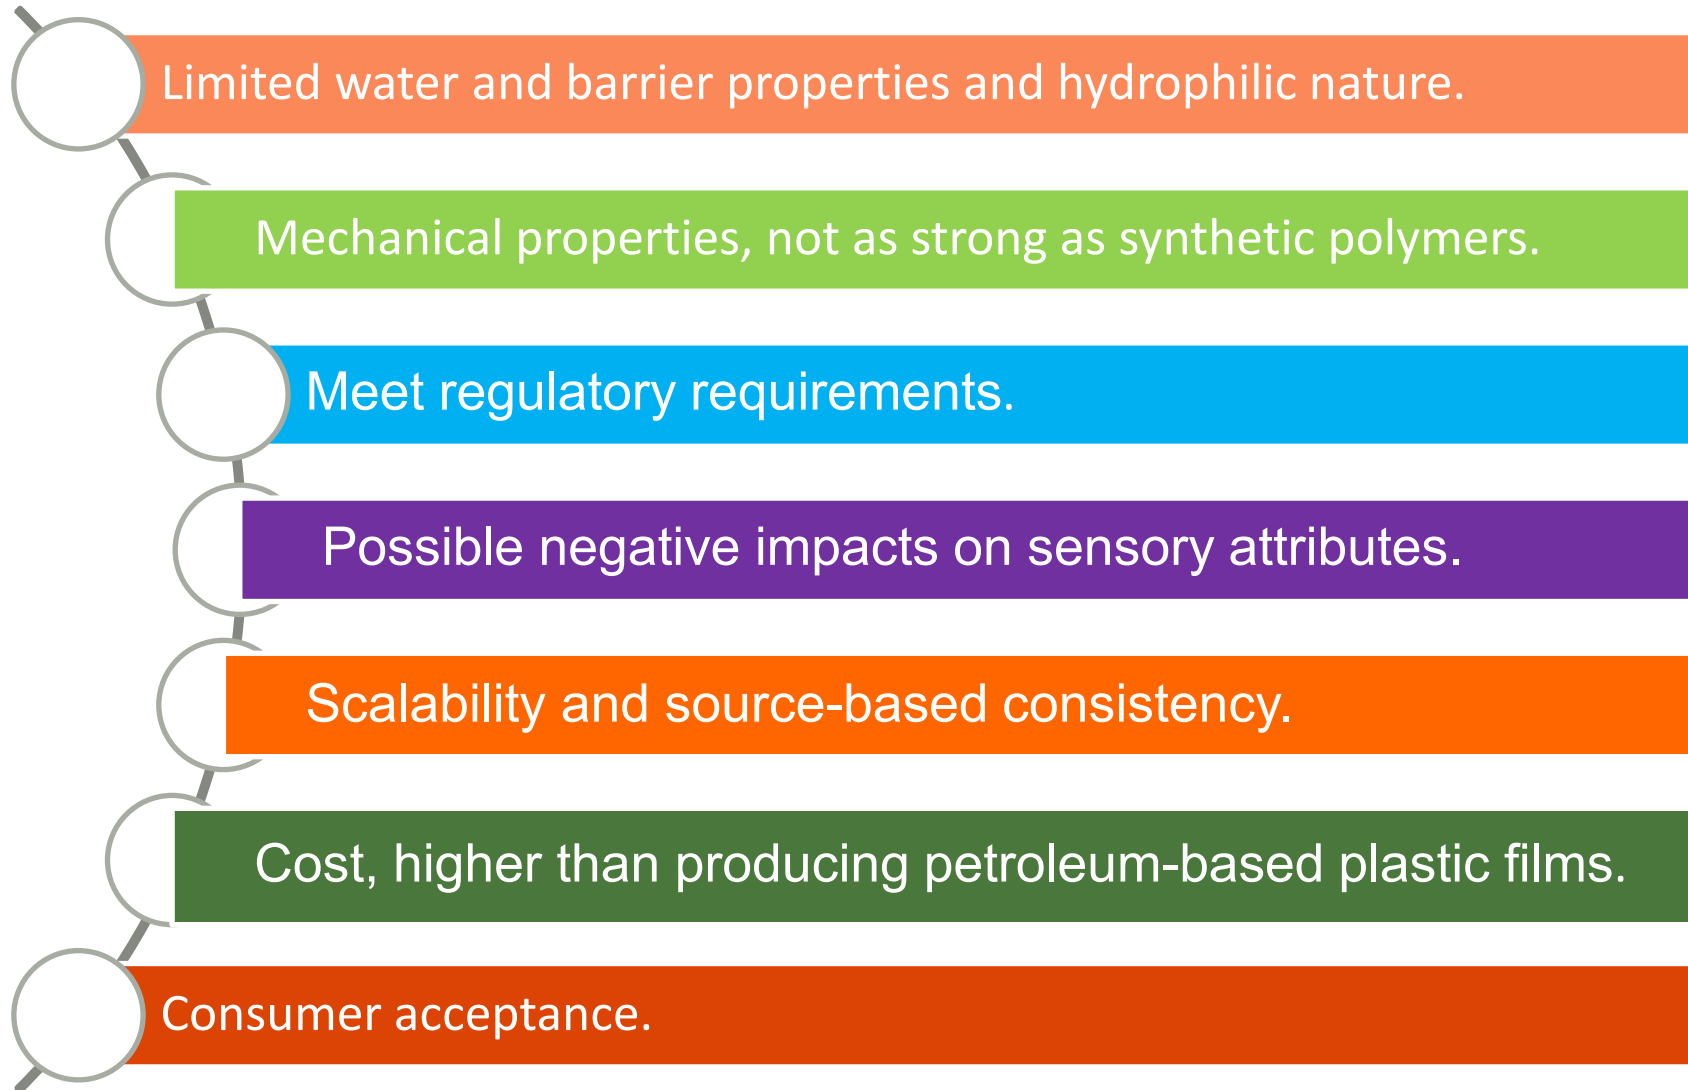 Limited water and barrier properties and hydrophilic nature.
Mechanical properties, not as strong as synthetic polymers.
Meet regulatory requirements.
Possible negative impacts on sensory attributes.
Scalability and source-based consistency.
Cost, higher than producing petroleum-based plastic films.
Consumer acceptance.